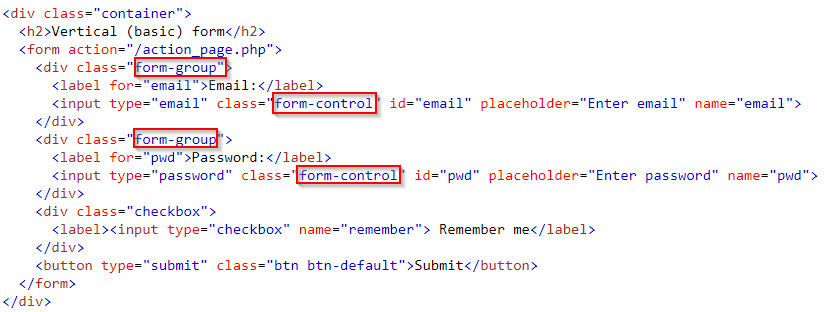 <div class="container">
<h2>Vertical (basic) form</h2>
<form action="/action_page.php">
<div class="form-group">
<label for="email">Email:</label>
<input type="email" class="form-control" id="email" placeholder="Enter email" name="email">
</div>
<div class="form-group">
<label for="pwd">Password:</label>
<input type="password" class="form-control" id="pwd" placeholder="Enter password" name="pwd">
</div>
<div class="checkbox">
<label><input type="checkbox" name="remember"> Remember me</label>
</div>
<button type="submit" class="btn btn-default">Submit</button>
</form>
</div>